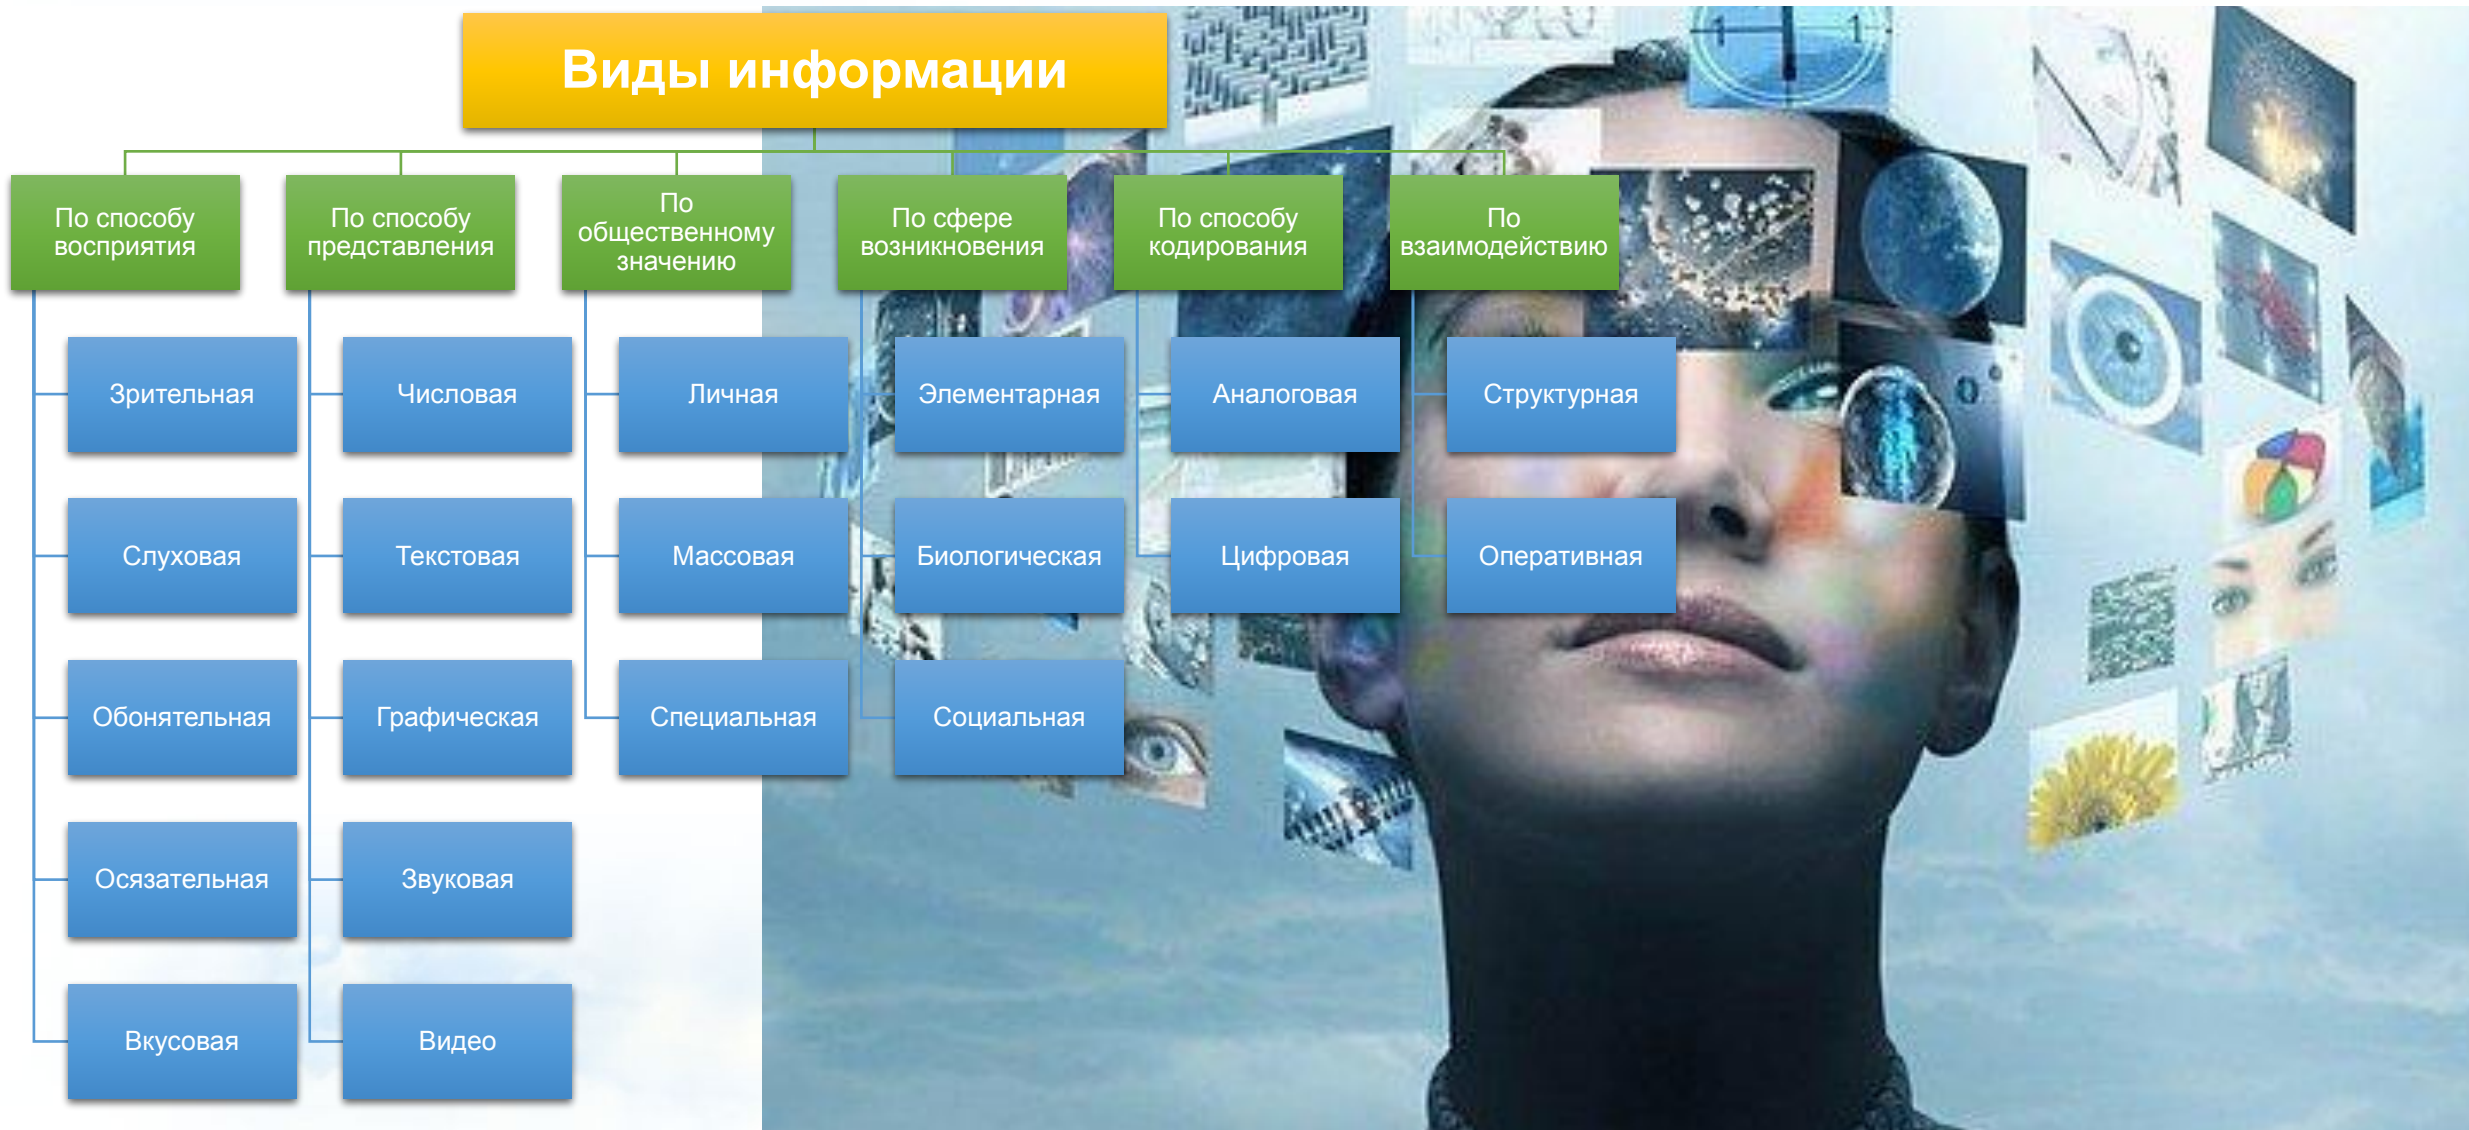 Виды информации
По способу
восприятия
Зрительная
Слуховая
Обонятельная
Осязательная
Вкусовая
По способу
представления
Числовая
Текстовая
Графическая
Звуковая
Видео
По
общественному
значению
Личная
Массовая
Специальная
По сфере
возникновения
Элементарная
Биологическая
Социальная
По способу
кодирования
Аналоговая
Цифровая
По
взаимодействию
Структурная
Оперативная
1
1